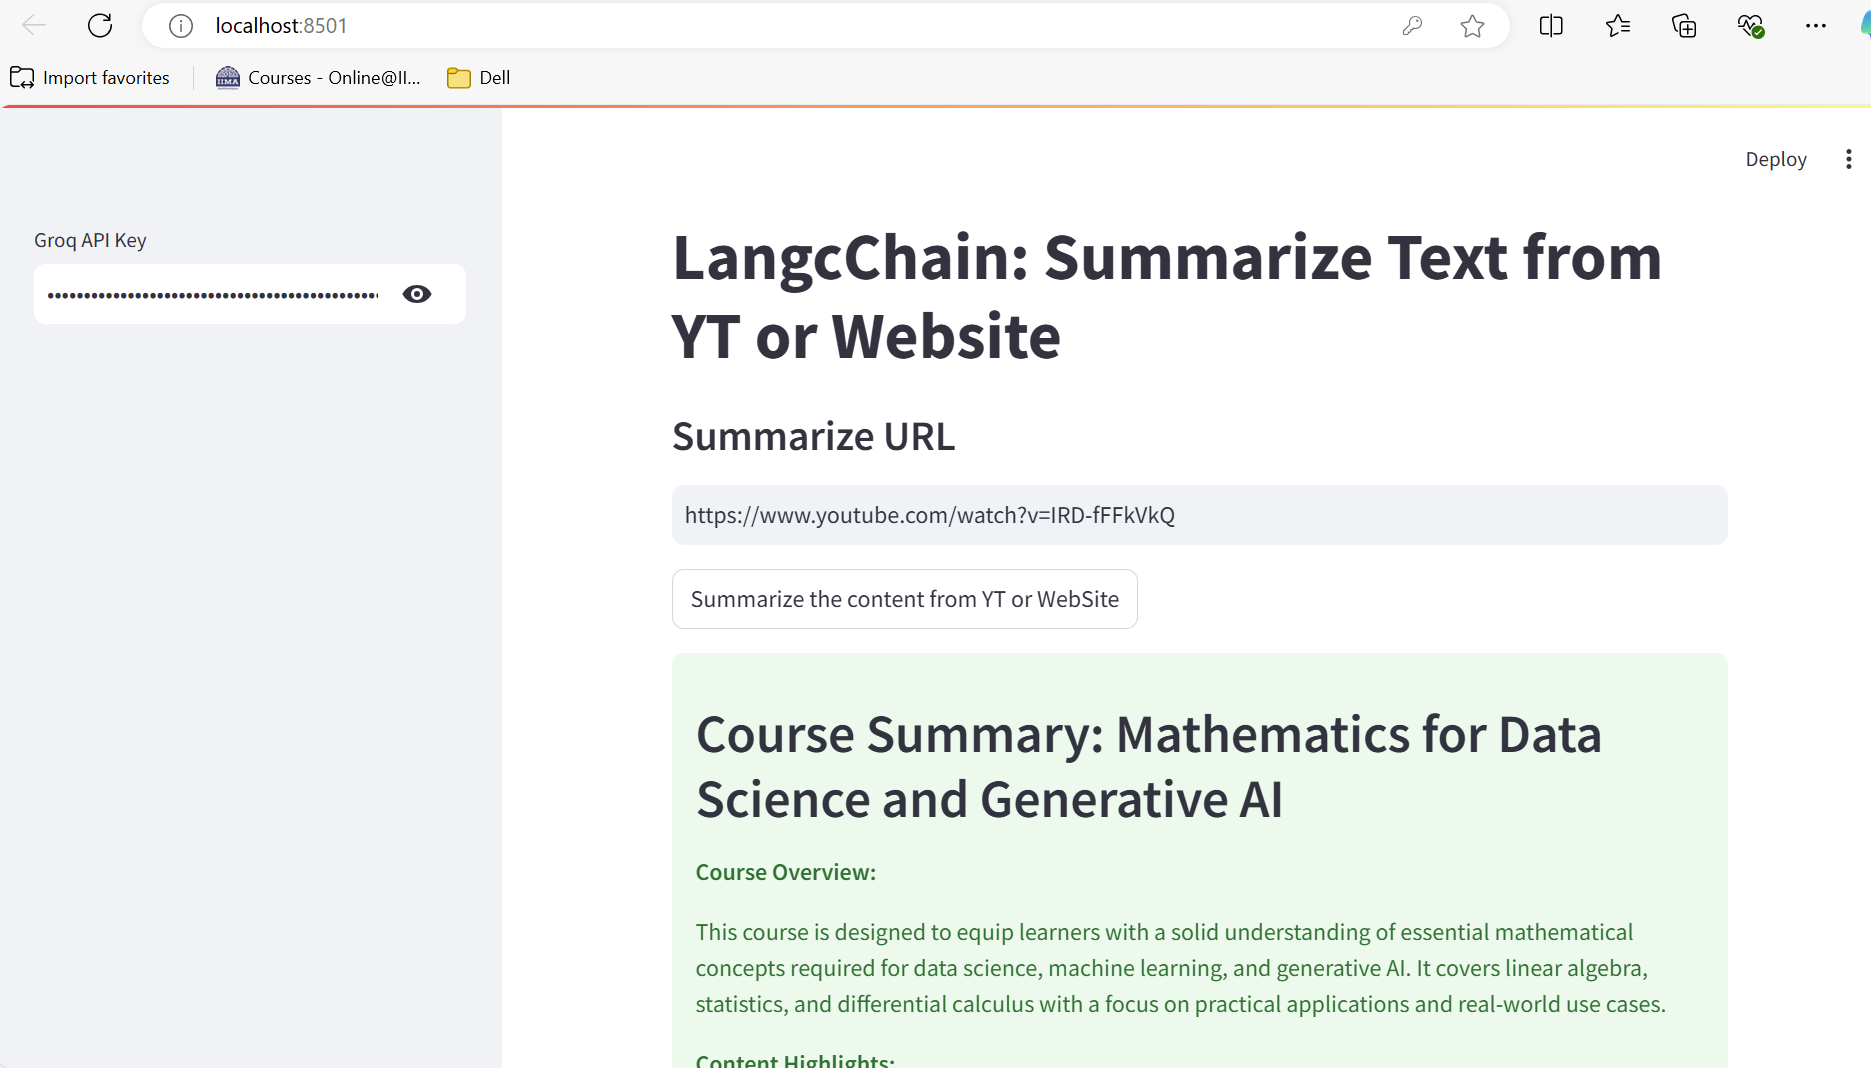 localhost:8501
Import favorites
Courses - Online@II...
Dell
Deploy
Groq API Key
LangcChain: Summarize Text from
YT or Website
Summarize URL
https://www.youtube.com/watch?v=IRD-fFFkVkQ
Summarize the content from YT or WebSite
Course Summary: Mathematics for Data
Science and Generative AI
Course Overview:
This course is designed to equip learners with a solid understanding of essential mathematical
concepts required for data science, machine learning, and generative AI. It covers linear algebra,
statistics, and differential calculus with a focus on practical applications and real-world use cases.
Content Highlights: